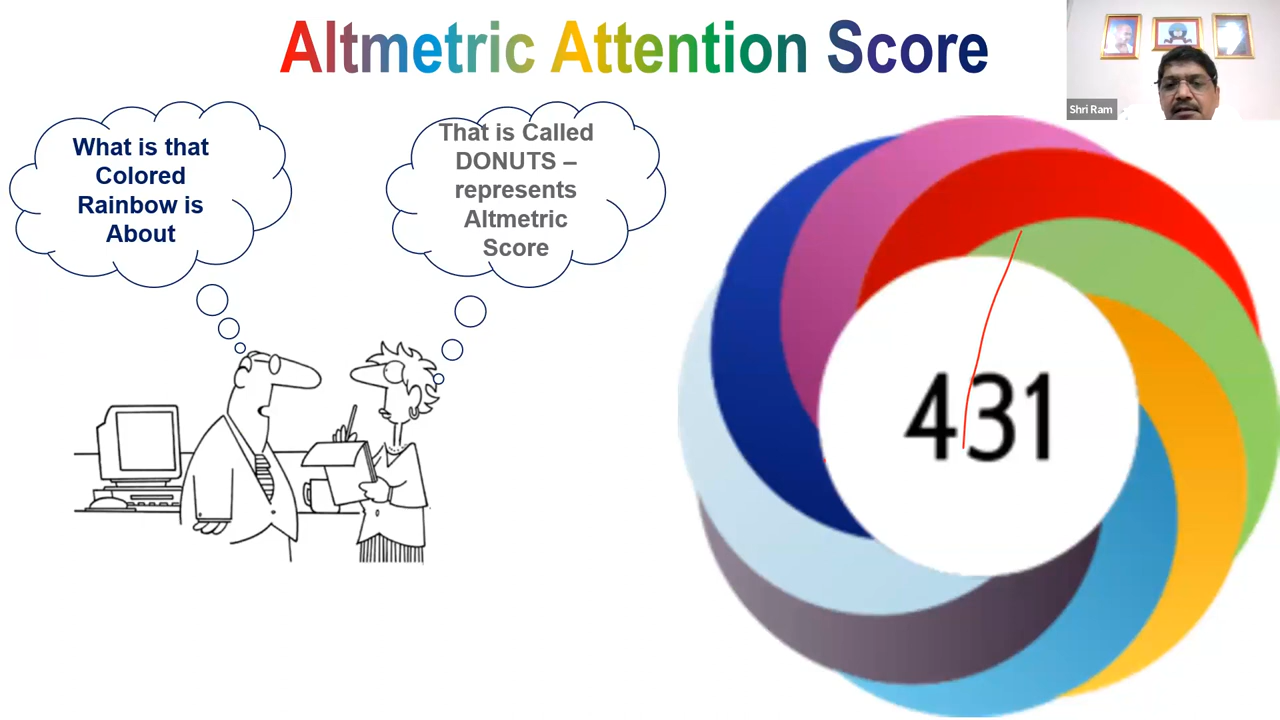 Altmetric Attention Score
Shri Ram
What is that
Colored
Rainbow is
About
That is Called
DONUTS –
represents
Altmetric
Score
431